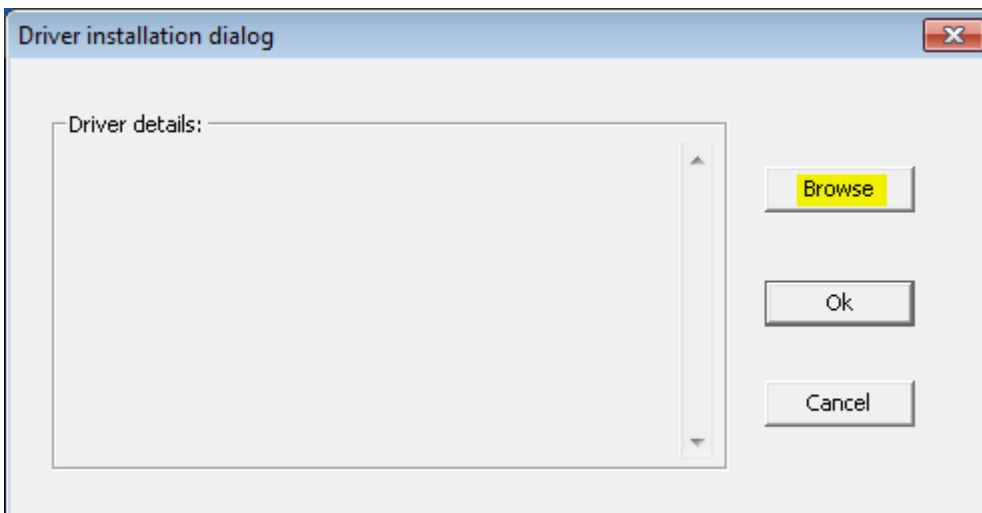 Driver installation dialog
Driver details:
Browse
Ok
Cancel